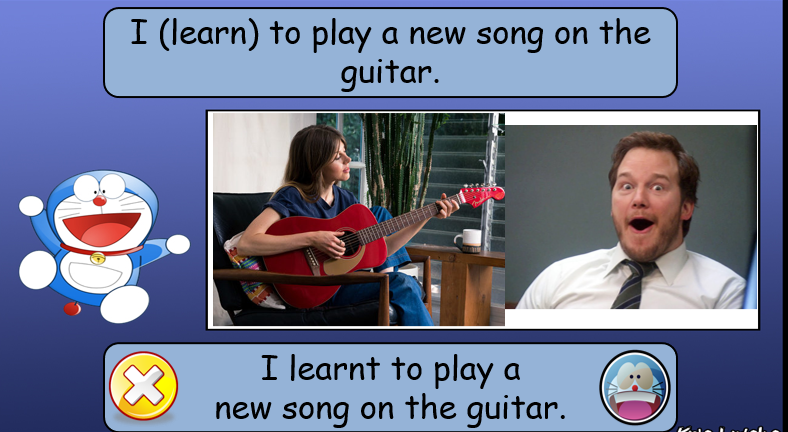 I (learn) to play a new song on the
guitar.
I learnt to play a
new song on the guitar.